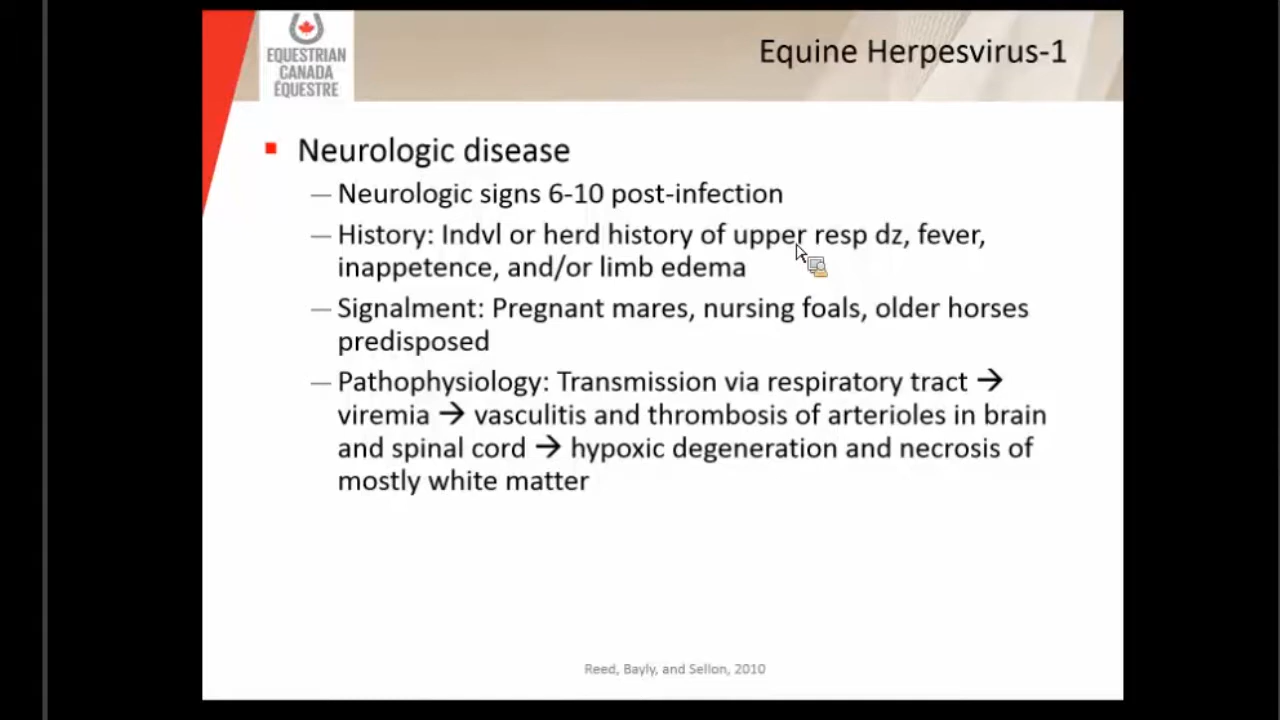 EQUESTRIAN
CANADA
ÉQUESTRE
Equine Herpesvirus-1
Neurologic disease
— Neurologic signs 6-10 post-infection
— History: Indvl or herd history of upper resp dz, fever,
inappetence, and/or limb edema
— Signalment: Pregnant mares, nursing foals, older horses
predisposed
— Pathophysiology: Transmission via respiratory tract →
viremia → vasculitis and thrombosis of arterioles in brain
and spinal cord → hypoxic degeneration and necrosis of
mostly white matter
Reed, Bayly, and Sellon, 2010